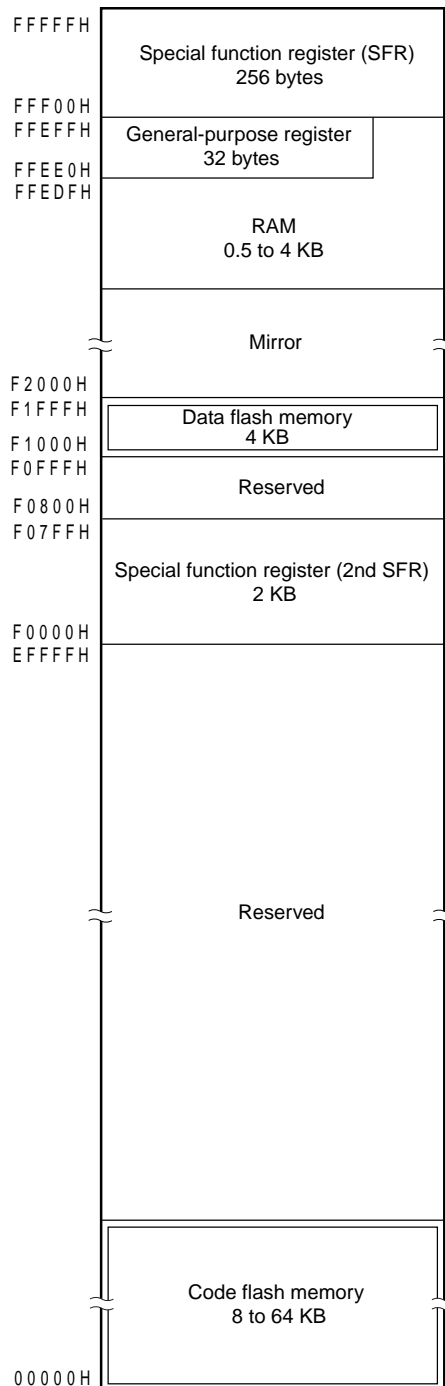 FFFFFH
Special function register (SFR)
256 bytes
FFF00H
FFEFFH
General-purpose register
32 bytes
FFEE0H
FFEDFH
RAM
0.5 to 4 KB
Mirror
F2000H
F1FFFH
Data flash memory
4 KB
F1000H
F0FFFH
Reserved
F0800H
F07FFH
Special function register (2nd SFR)
2 KB
F0000H
EFFFFH
Reserved
Code flash memory
8 to 64 KB
00000H